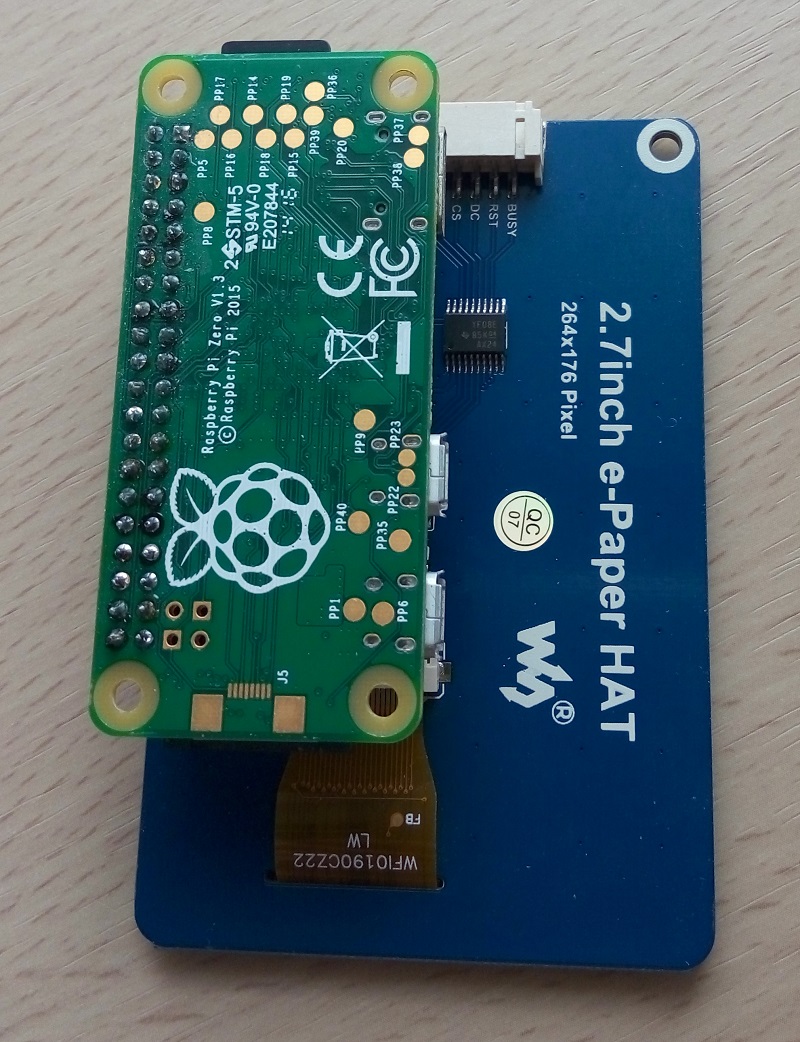 PP17
PP14
PP19
PP36
PP5
PP16
PP18
PP15
PP39
PP20
PP37
PP38
PP8
2 STM-5
94V-0
E207844
CE
FC
Raspberry Pi Zero V1.3
© Raspberry Pi 2015
PP9
PP23
PP22
PP40
PP35
PP1
PP6
J5
CS
DC
RST
BUSY
2.7inch e-Paper HAT
264x176 Pixel
QC
07
®
FB
LW
WFI0190CZ22